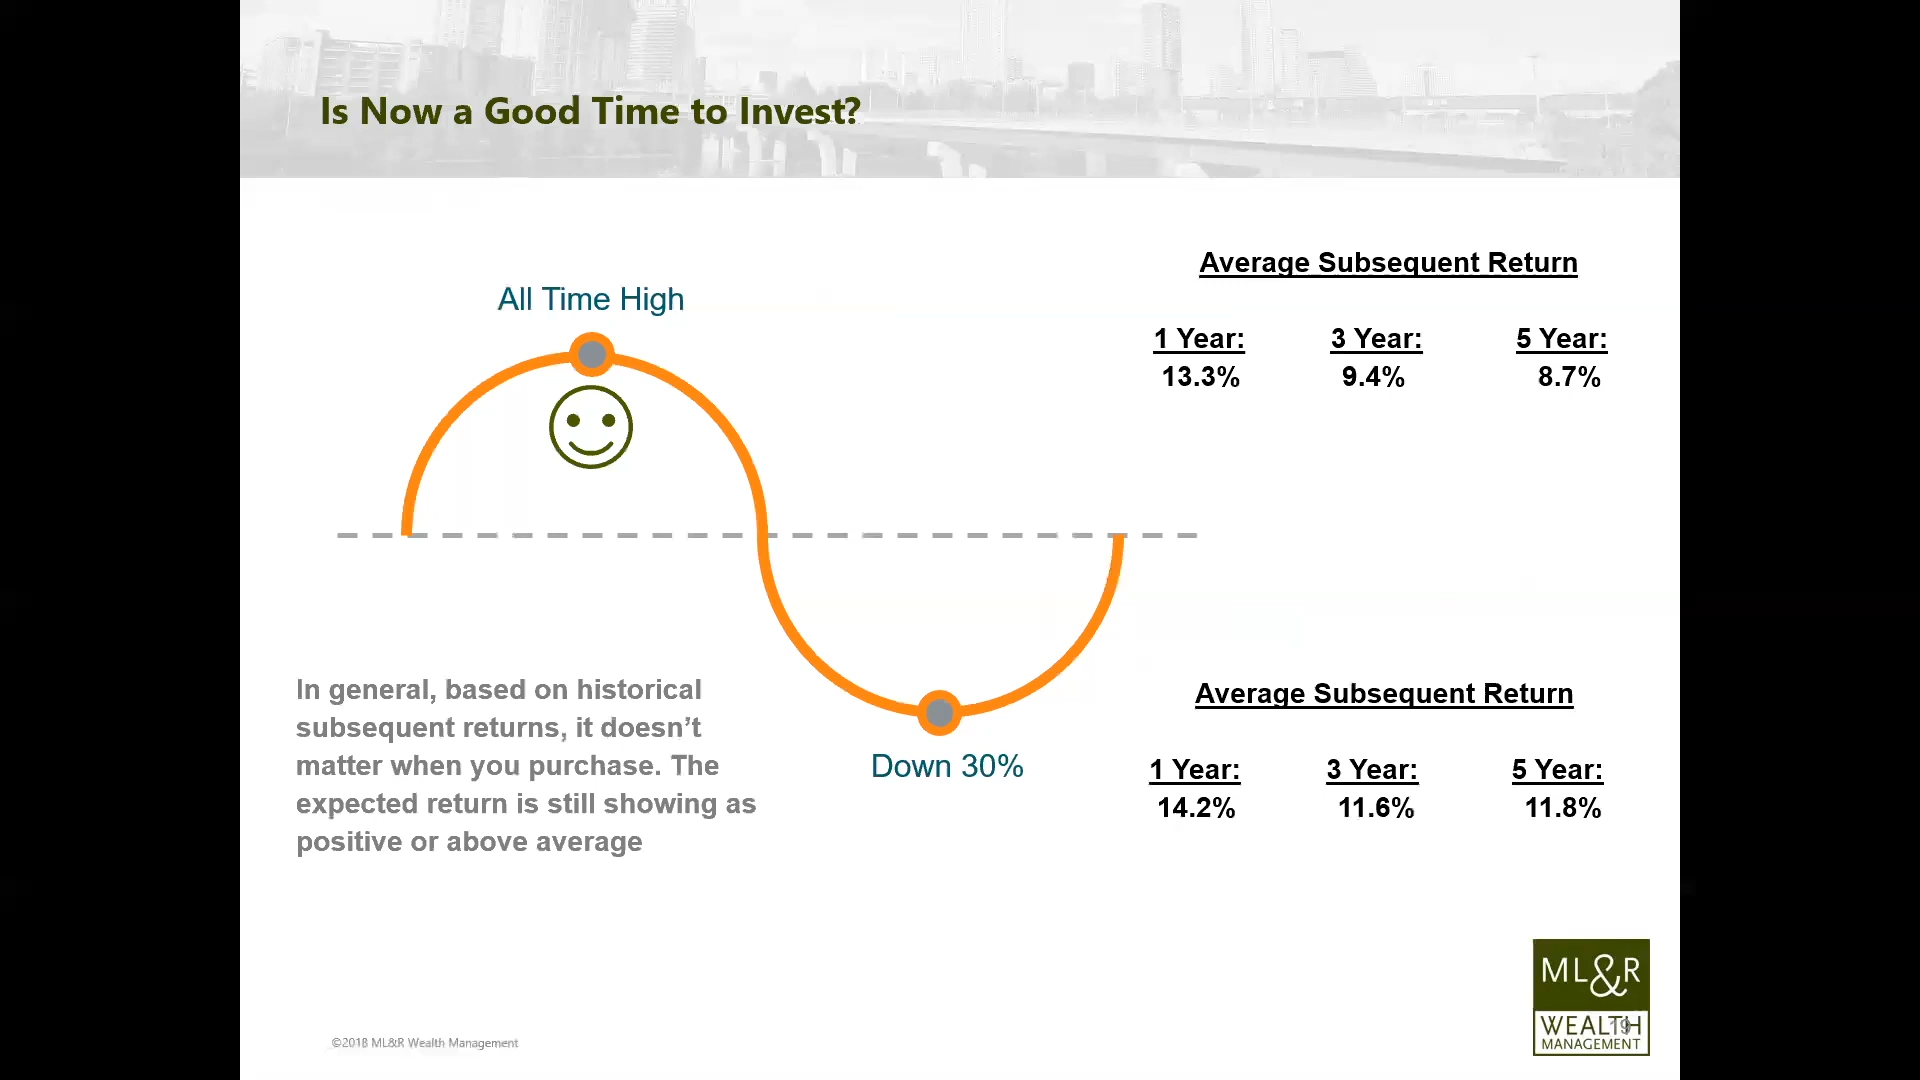 Is Now a Good Time to Invest?
Average Subsequent Return
All Time High
1 Year: 3 Year: 5 Year:
13.3% 9.4% 8.7%
In general, based on historical
subsequent returns, it doesn’t
matter when you purchase. The
expected return is still showing as
positive or above average
Down 30%
Average Subsequent Return
1 Year: 3 Year: 5 Year:
14.2% 11.6% 11.8%
©2018 ML&R Wealth Management
ML&R
WEALTH
MANAGEMENT
19